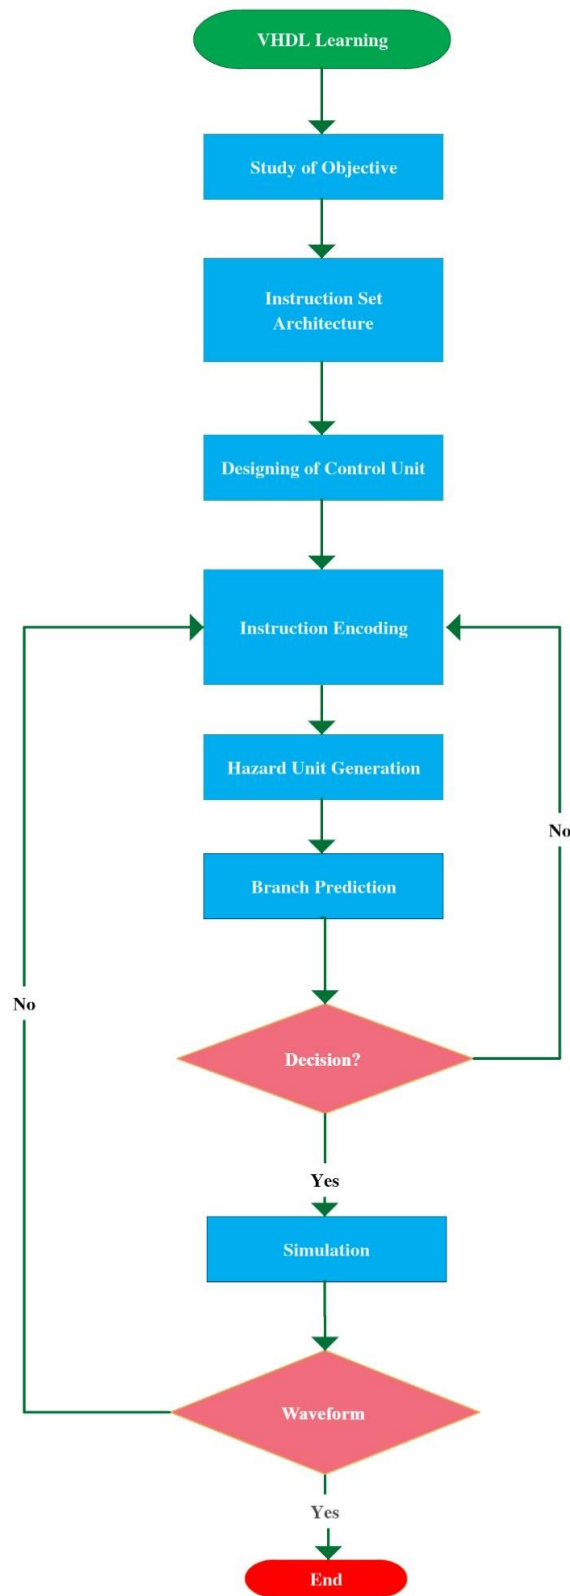 VHDL Learning
Study of Objective
Instruction Set
Architecture
Designing of Control Unit
Instruction Encoding
Hazard Unit Generation
No
Branch Prediction
No
Decision?
Yes
Simulation
Waveform
Yes
End